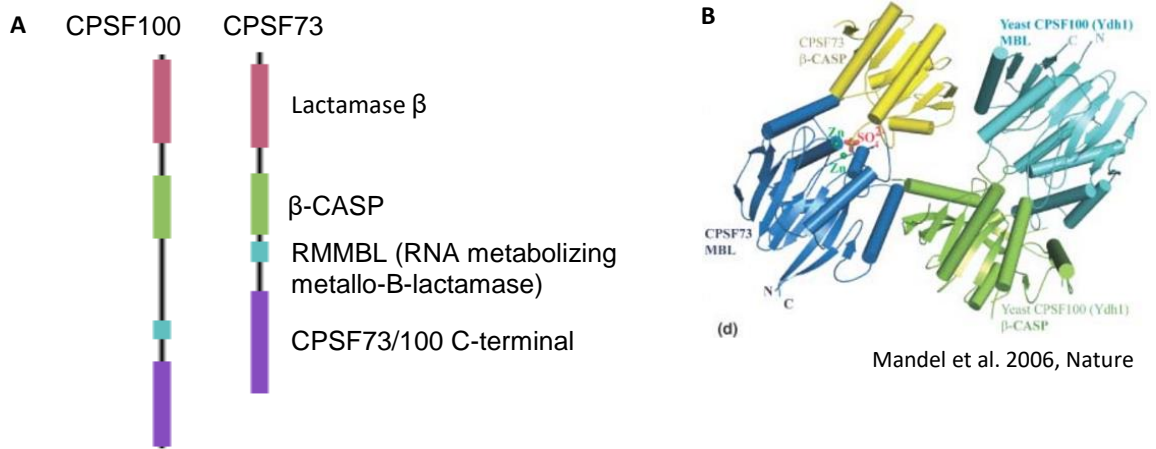 A
CPSF100
CPSF73
Lactamase β
β-CASP
RMMBL (RNA metabolizing
metallo-B-lactamase)
CPSF73/100 C-terminal
B
CPSF73
β-CASP
Yeast CPSF100 (Ydh1)
MBL
C
N
Zn
SO₄²⁻
Zn
CPSF73
MBL
N
C
Yeast CPSF100 (Ydh1)
β-CASP
(d)
Mandel et al. 2006, Nature